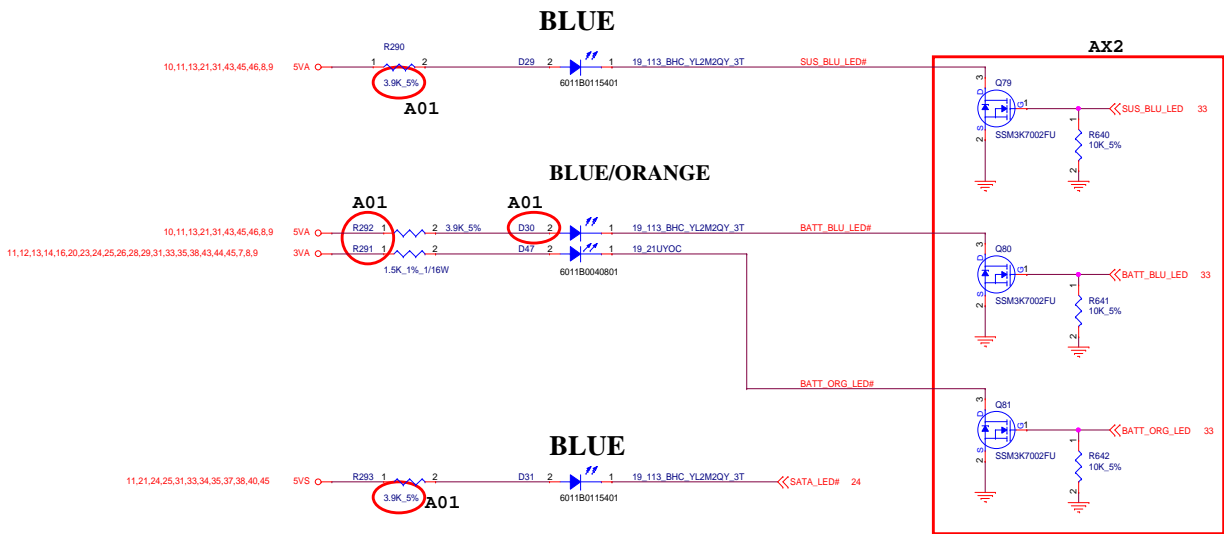 BLUE
AX2
R290
1 2
10,11,13,21,31,43,45,46,8,9 5VA D29 2 1 19_113_BHC_YL2M2QY_3T SUS_BLU_LED#
3.9K_5% 6011B0115401
A01
3 Q79
D
G 1 SUS_BLU_LED 33
S
2 SSM3K7002FU
1 R640
10K_5%
2
BLUE/ORANGE
A01 A01
10,11,13,21,31,43,45,46,8,9 5VA R292 1 2 3.9K_5% D30 2 1 19_113_BHC_YL2M2QY_3T BATT_BLU_LED#
11,12,13,14,16,20,23,24,25,26,28,29,31,33,35,38,43,44,45,7,8,9 3VA R291 1 2 D47 2 1 19_21UYOC
1.5K_1%_1/16W 6011B0040801
3 Q80
D
G 1 BATT_BLU_LED 33
S
2 SSM3K7002FU
1 R641
10K_5%
2
BATT_ORG_LED#
3 Q81
D
G 1 BATT_ORG_LED 33
S
2 SSM3K7002FU
1 R642
10K_5%
2
BLUE
11,21,24,25,31,33,34,35,37,38,40,45 5VS R293 1 2 D31 2 1 19_113_BHC_YL2M2QY_3T SATA_LED# 24
3.9K_5% 6011B0115401
A01